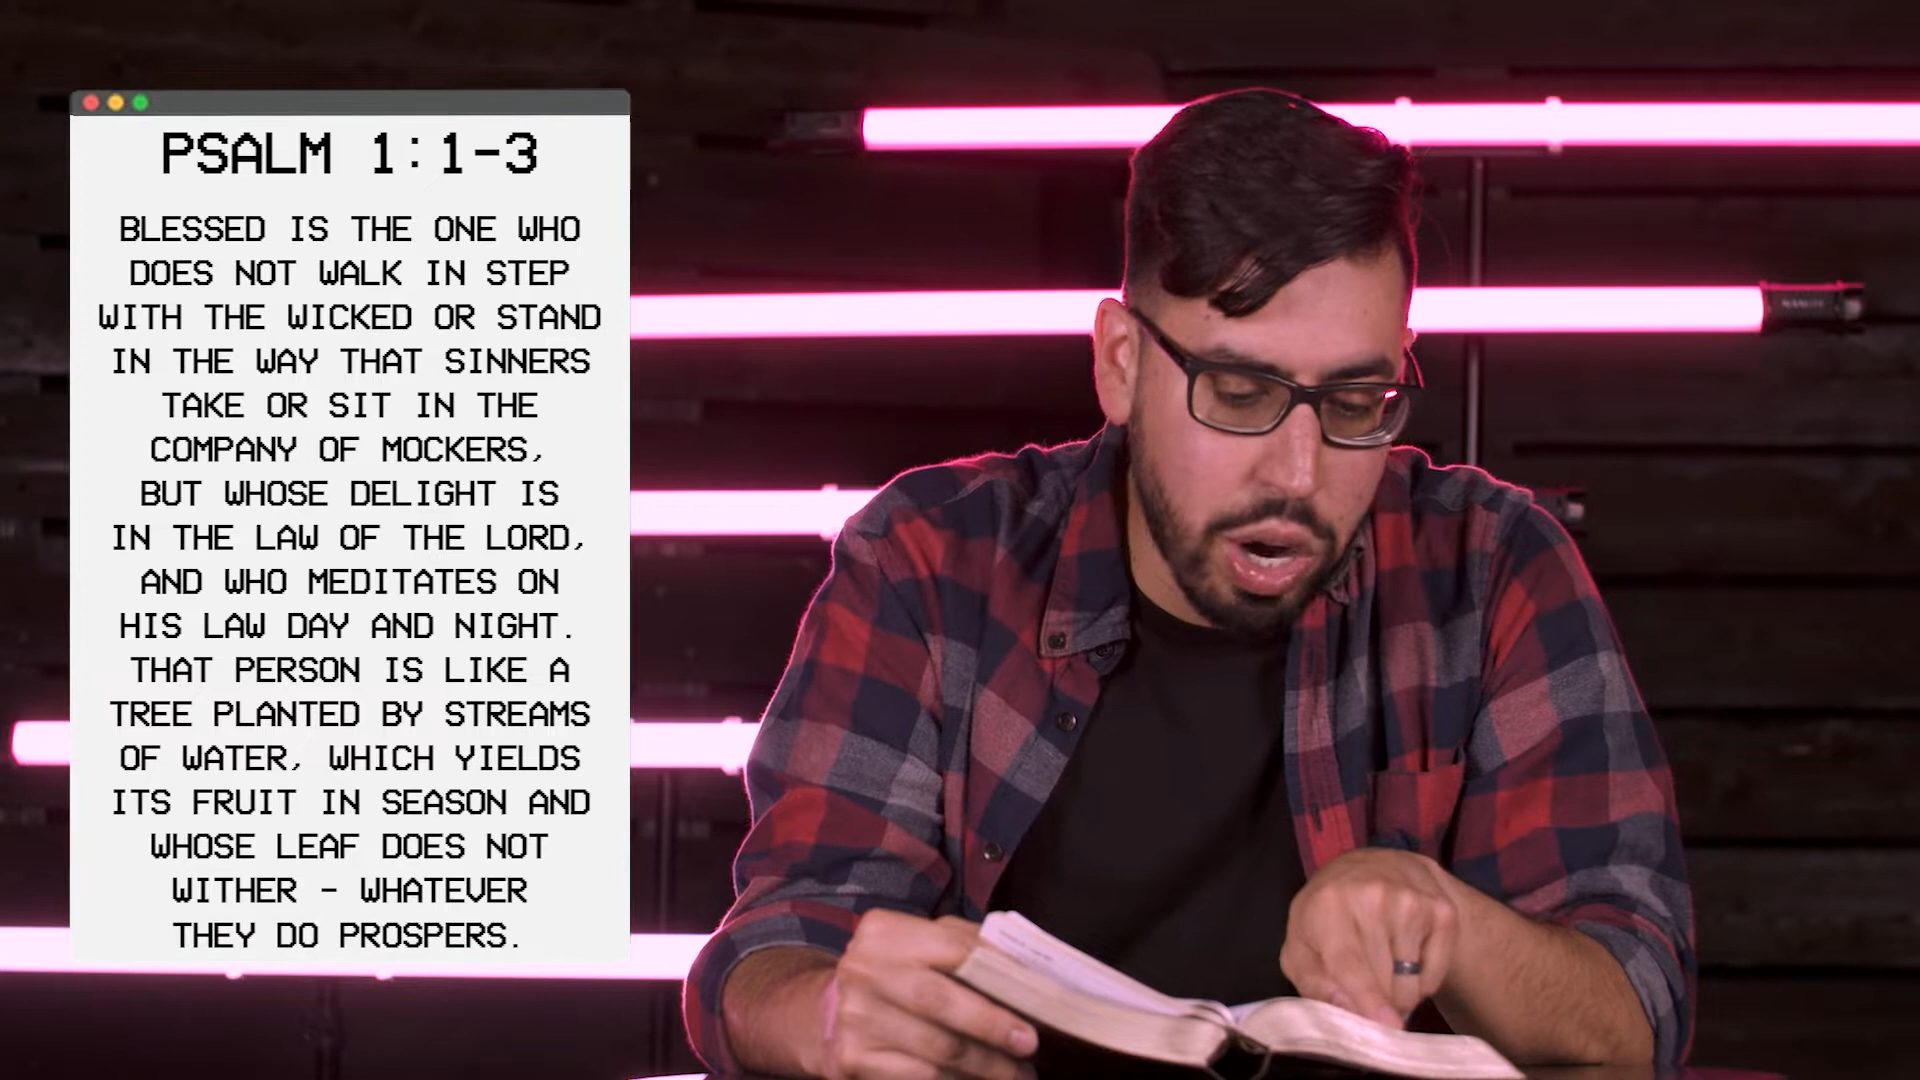 PSALM 1:1-3
BLESSED IS THE ONE WHO
DOES NOT WALK IN STEP
WITH THE WICKED OR STAND
IN THE WAY THAT SINNERS
TAKE OR SIT IN THE
COMPANY OF MOCKERS,
BUT WHOSE DELIGHT IS
IN THE LAW OF THE LORD,
AND WHO MEDITATES ON
HIS LAW DAY AND NIGHT.
THAT PERSON IS LIKE A
TREE PLANTED BY STREAMS
OF WATER, WHICH YIELDS
ITS FRUIT IN SEASON AND
WHOSE LEAF DOES NOT
WITHER - WHATEVER
THEY DO PROSPERS.